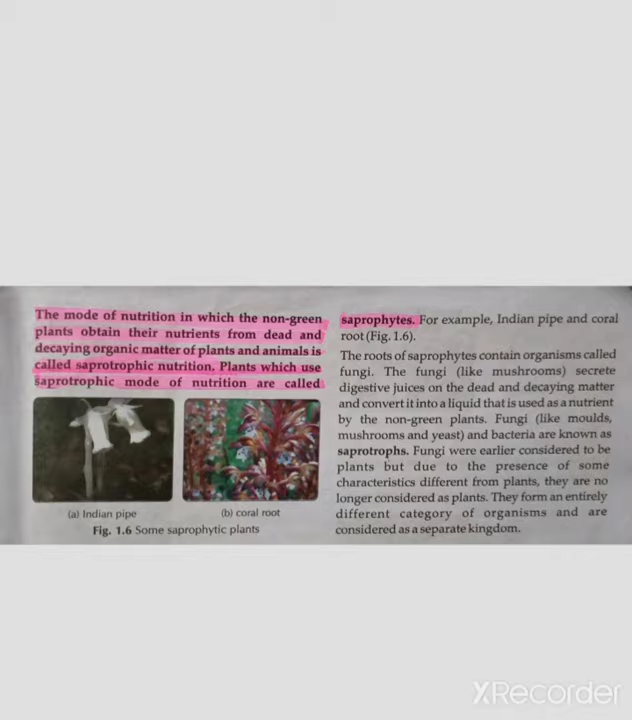 The mode of nutrition in which the non-green
plants obtain their nutrients from dead and
decaying organic matter of plants and animals is
called saprotrophic nutrition. Plants which use
saprotrophic mode of nutrition are called
(a) Indian pipe
(b) coral root
Fig. 1.6 Some saprophytic plants
saprophytes. For example, Indian pipe and coral
root (Fig. 1.6).
The roots of saprophytes contain organisms called
fungi. The fungi (like mushrooms) secrete
digestive juices on the dead and decaying matter
and convert it into a liquid that is used as a nutrient
by the non-green plants. Fungi (like moulds,
mushrooms and yeast) and bacteria are known as
saprotrophs. Fungi were earlier considered to be
plants but due to the presence of some
characteristics different from plants, they are no
longer considered as plants. They form an entirely
different category of organisms and are
considered as a separate kingdom.
XRecorder